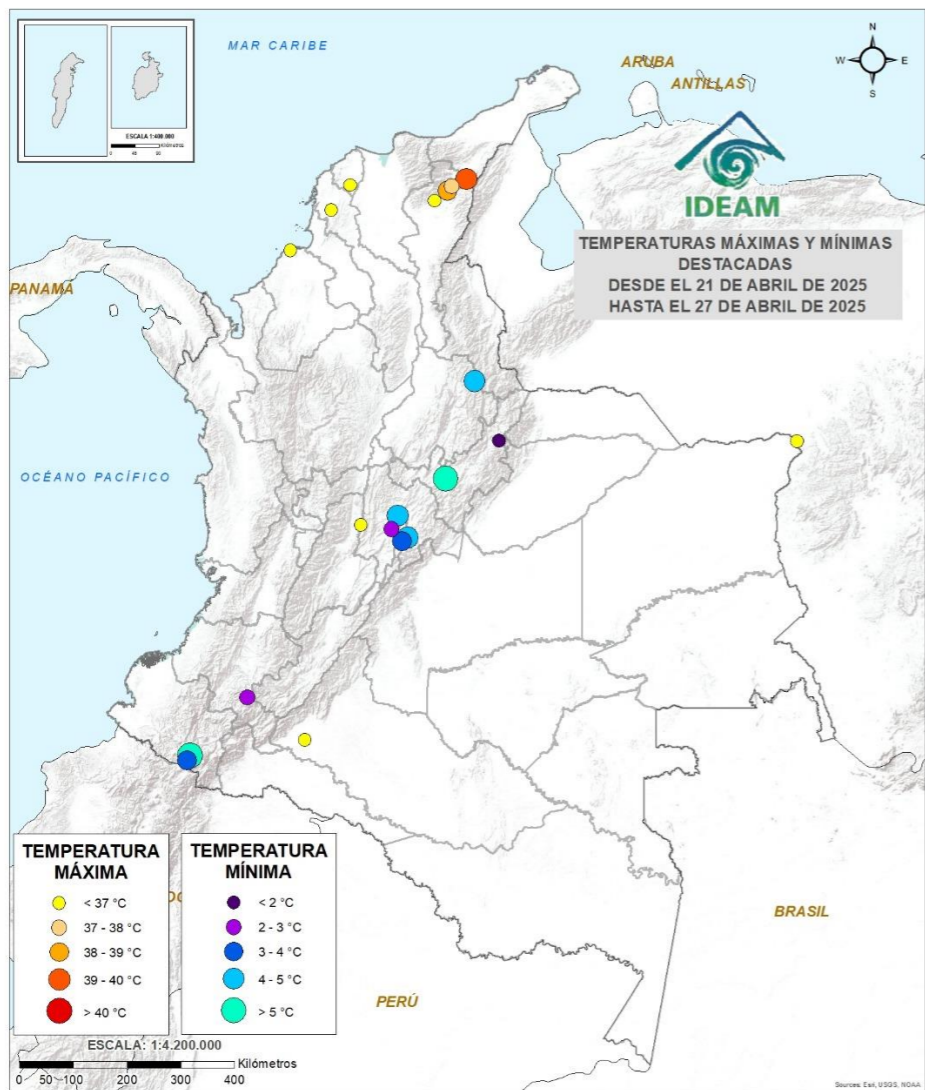 MAR CARIBE
ARUBA
ANTILLAS
N
W
E
S
ESCALA 1:400.000
IDEAM
TEMPERATURAS MÁXIMAS Y MÍNIMAS
DESTACADAS
DESDE EL 21 DE ABRIL DE 2025
HASTA EL 27 DE ABRIL DE 2025
PANAMÁ
OCÉANO PACÍFICO
BRASIL
PERÚ
TEMPERATURA
MÁXIMA
< 37 °C
37 - 38 °C
38 - 39 °C
39 - 40 °C
> 40 °C
TEMPERATURA
MÍNIMA
< 2 °C
2 - 3 °C
3 - 4 °C
4 - 5 °C
> 5 °C
ESCALA: 1:4.200.000
Kilómetros
0 50 100 200 300 400
Sources: Esri, USGS, NOAA